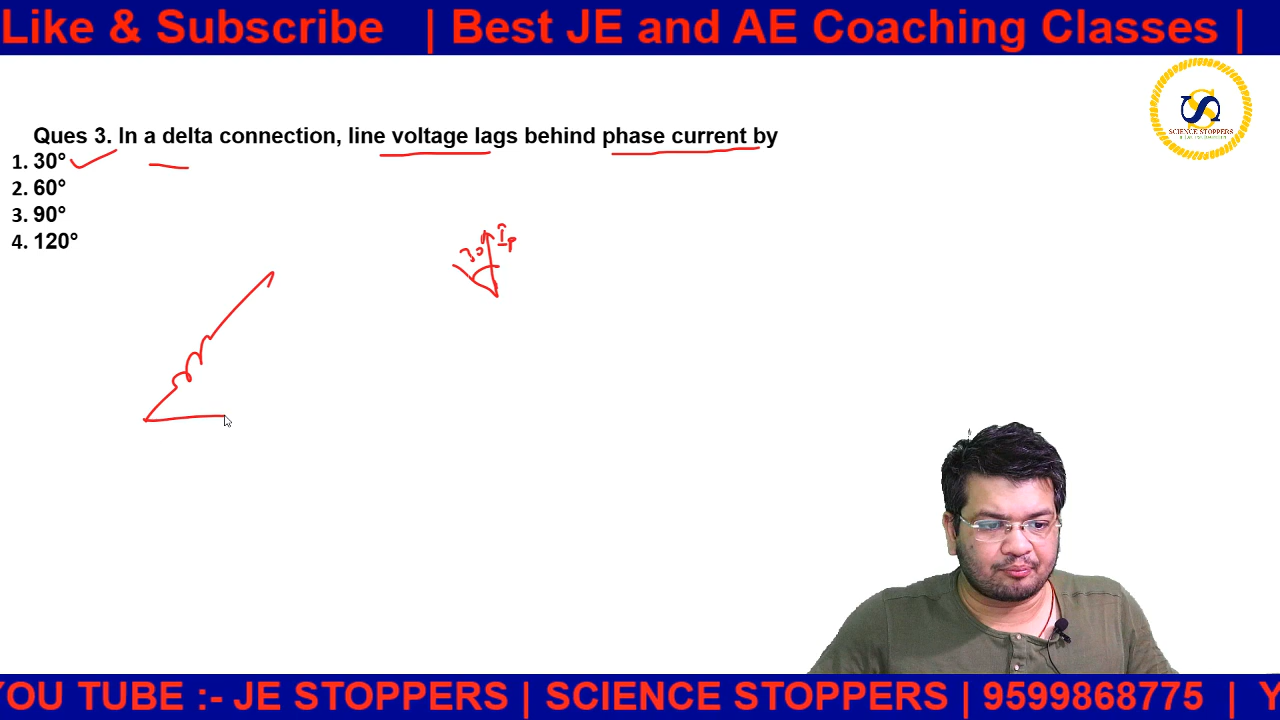 Like & Subscribe | Best JE and AE Coaching Classes |
SCIENCE STOPPERS
Ques 3. In a delta connection, line voltage lags behind phase current by
1. 30°
2. 60°
3. 90°
4. 120°
30
Ip
YOU TUBE :- JE STOPPERS | SCIENCE STOPPERS | 9599868775 |